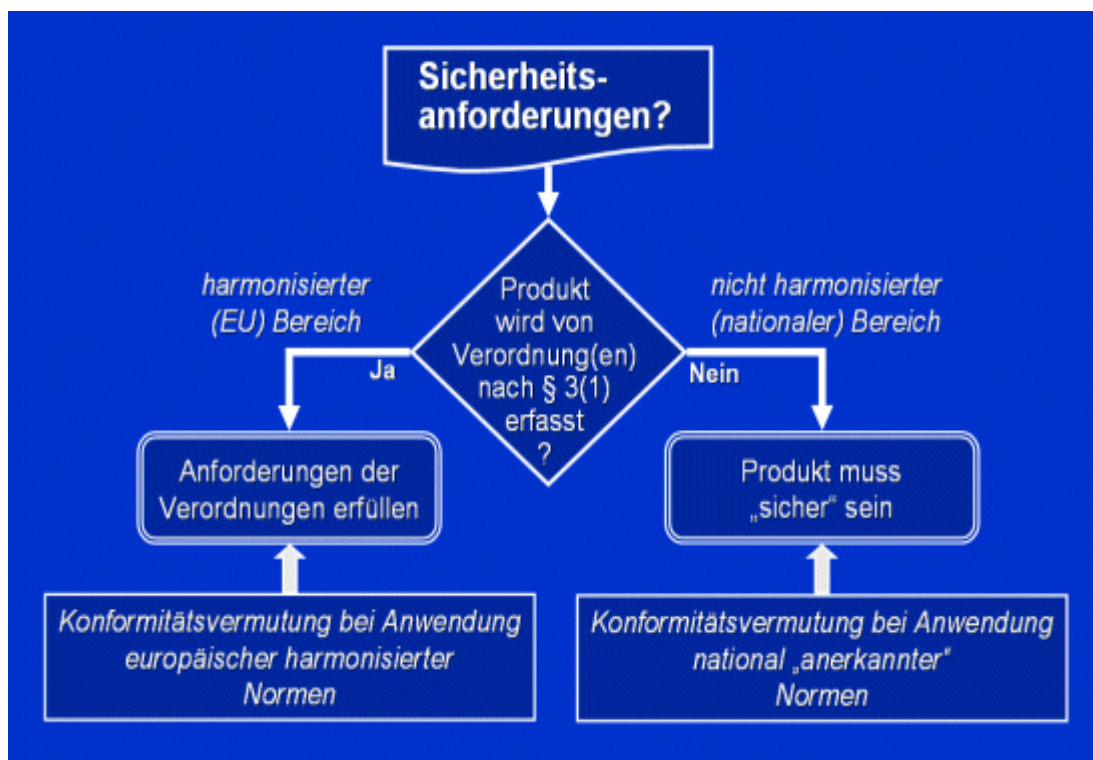 Sicherheits-
anforderungen?
harmonisierter
(EU) Bereich
Ja
Produkt
wird von
Verordnung(en)
nach § 3(1)
erfasst
?
nicht harmonisierter
(nationaler) Bereich
Nein
Anforderungen der
Verordnungen erfüllen
Produkt muss
„sicher“ sein
Konformitätsvermutung bei Anwendung
europäischer harmonisierter
Normen
Konformitätsvermutung bei Anwendung
national „anerkannter“
Normen